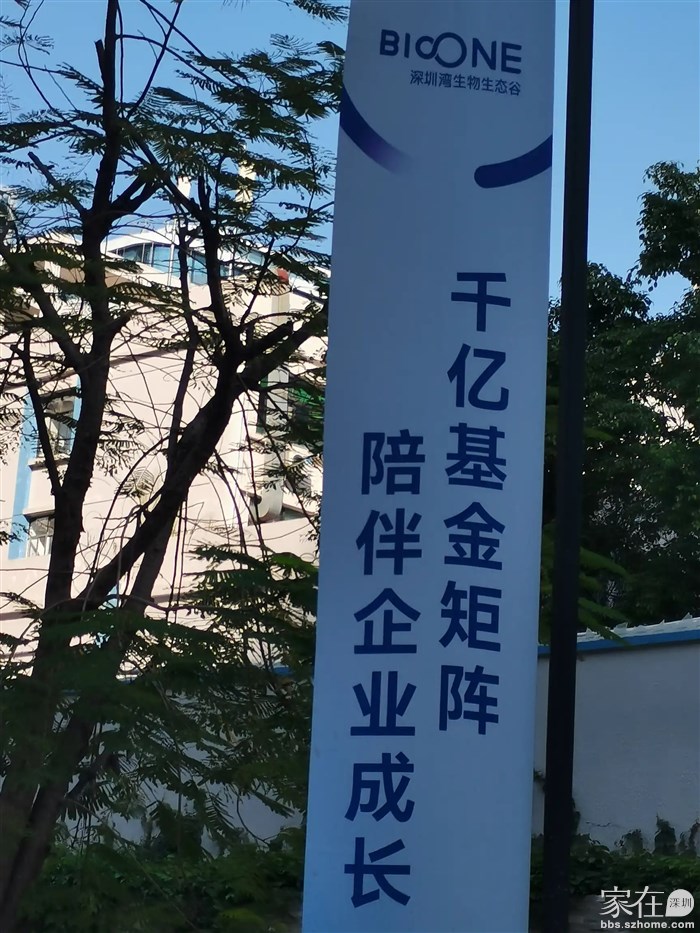 BIOONE
深圳湾生物生态谷
千亿基金矩阵
陪伴企业成长
家在深圳
bbs.szhome.com